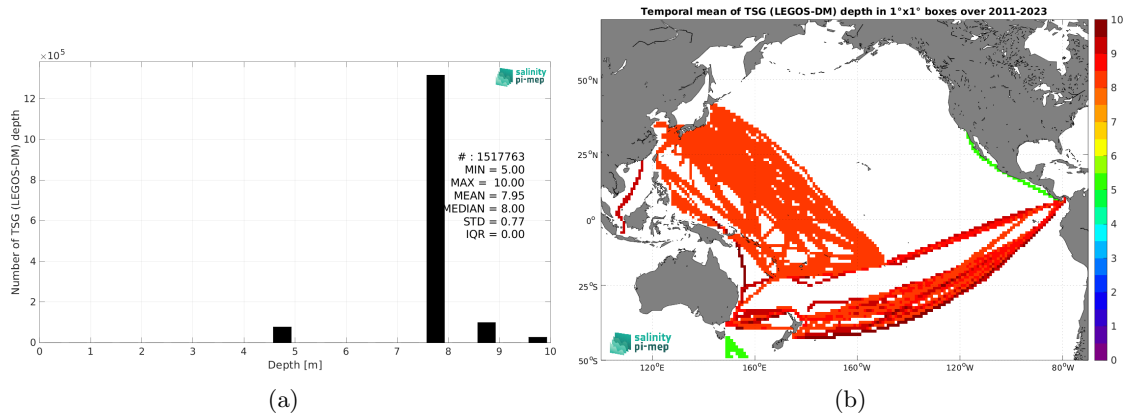 ×10⁵
12
10
8
6
4
2
0
Number of TSG (LEGOS-DM) depth
0 1 2 3 4 5 6 7 8 9 10
Depth [m]
salinity
pi-mep
# : 1517763
MIN = 5.00
MAX = 10.00
MEAN = 7.95
MEDIAN = 8.00
STD = 0.77
IQR = 0.00
(a)
Temporal mean of TSG (LEGOS-DM) depth in 1°x1° boxes over 2011-2023
50°N
25°N
0°
25°S
50°S
120°E 160°E 160°W 120°W 80°W
salinity
pi-mep
10
9
8
7
6
5
4
3
2
1
0
(b)